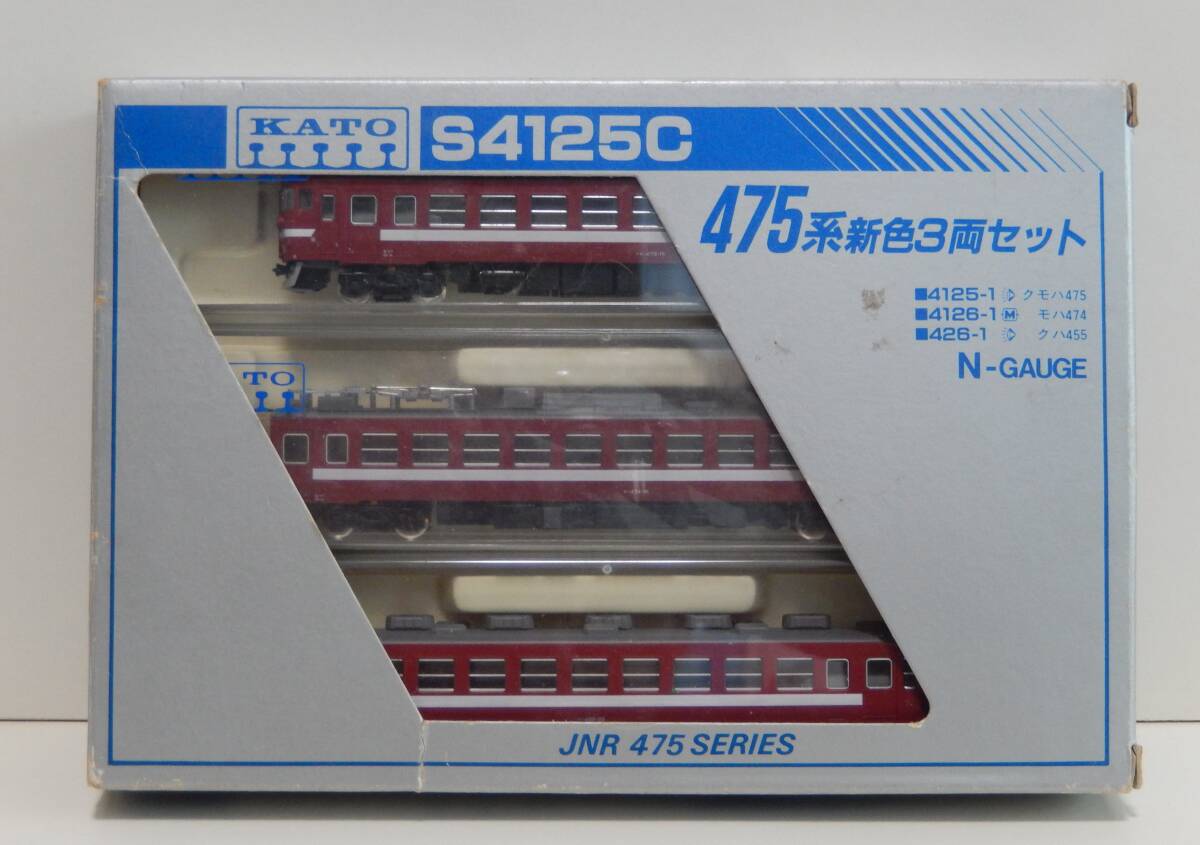 KATO
S4125C
475系新色3両セット
■4125-1 クモハ475
■4126-1 M モハ474
■426-1 クハ455
N-GAUGE
TO
JNR 475 SERIES